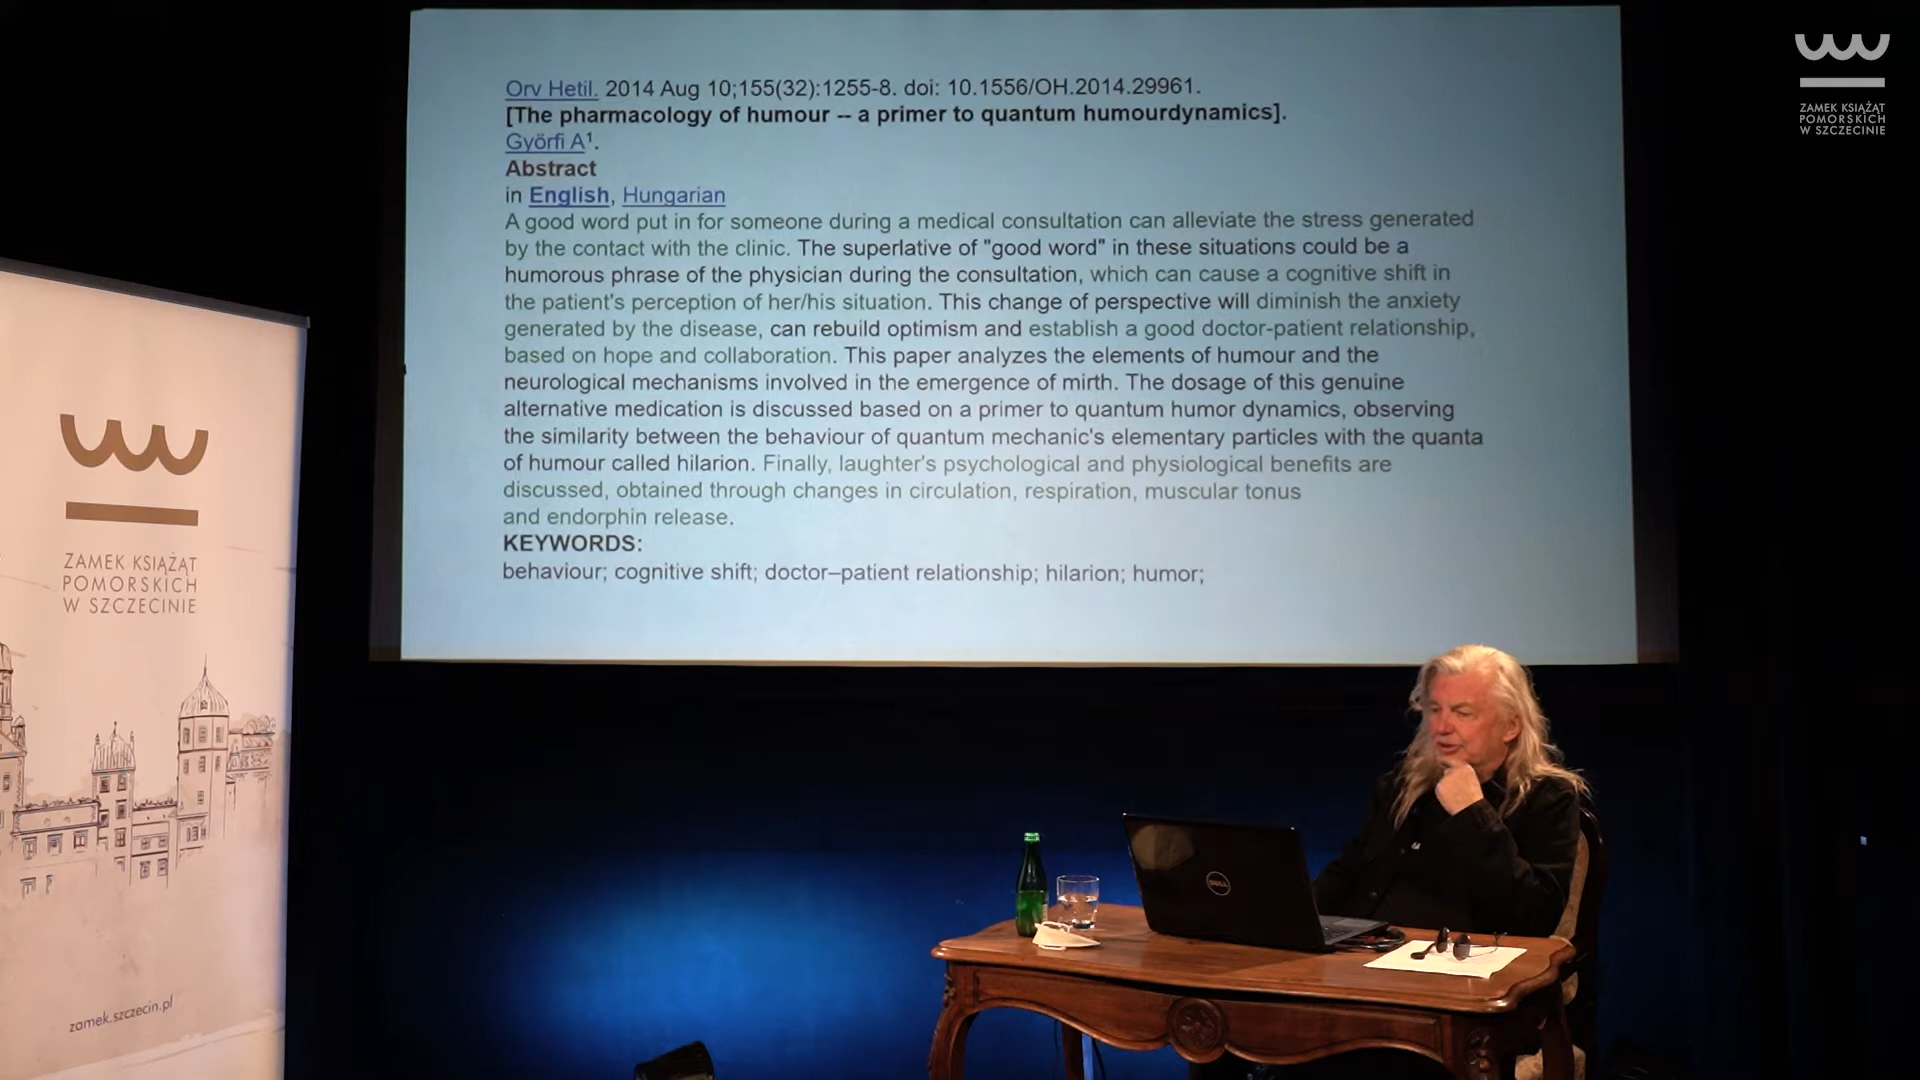 Orv Hetil. 2014 Aug 10;155(32):1255-8. doi: 10.1556/OH.2014.29961.
[The pharmacology of humour -- a primer to quantum humourdynamics].
Györfi A¹.
Abstract
in English, Hungarian
A good word put in for someone during a medical consultation can alleviate the stress generated
by the contact with the clinic. The superlative of "good word" in these situations could be a
humorous phrase of the physician during the consultation, which can cause a cognitive shift in
the patient's perception of her/his situation. This change of perspective will diminish the anxiety
generated by the disease, can rebuild optimism and establish a good doctor-patient relationship,
based on hope and collaboration. This paper analyzes the elements of humour and the
neurological mechanisms involved in the emergence of mirth. The dosage of this genuine
alternative medication is discussed based on a primer to quantum humor dynamics, observing
the similarity between the behaviour of quantum mechanic's elementary particles with the quanta
of humour called hilarion. Finally, laughter's psychological and physiological benefits are
discussed, obtained through changes in circulation, respiration, muscular tonus
and endorphin release.
KEYWORDS:
behaviour; cognitive shift; doctor–patient relationship; hilarion; humor;
ZAMEK KSIĄŻĄT
POMORSKICH
W SZCZECINIE
ZAMEK KSIĄŻĄT
POMORSKICH
W SZCZECINIE
zamek.szczecin.pl
DELL